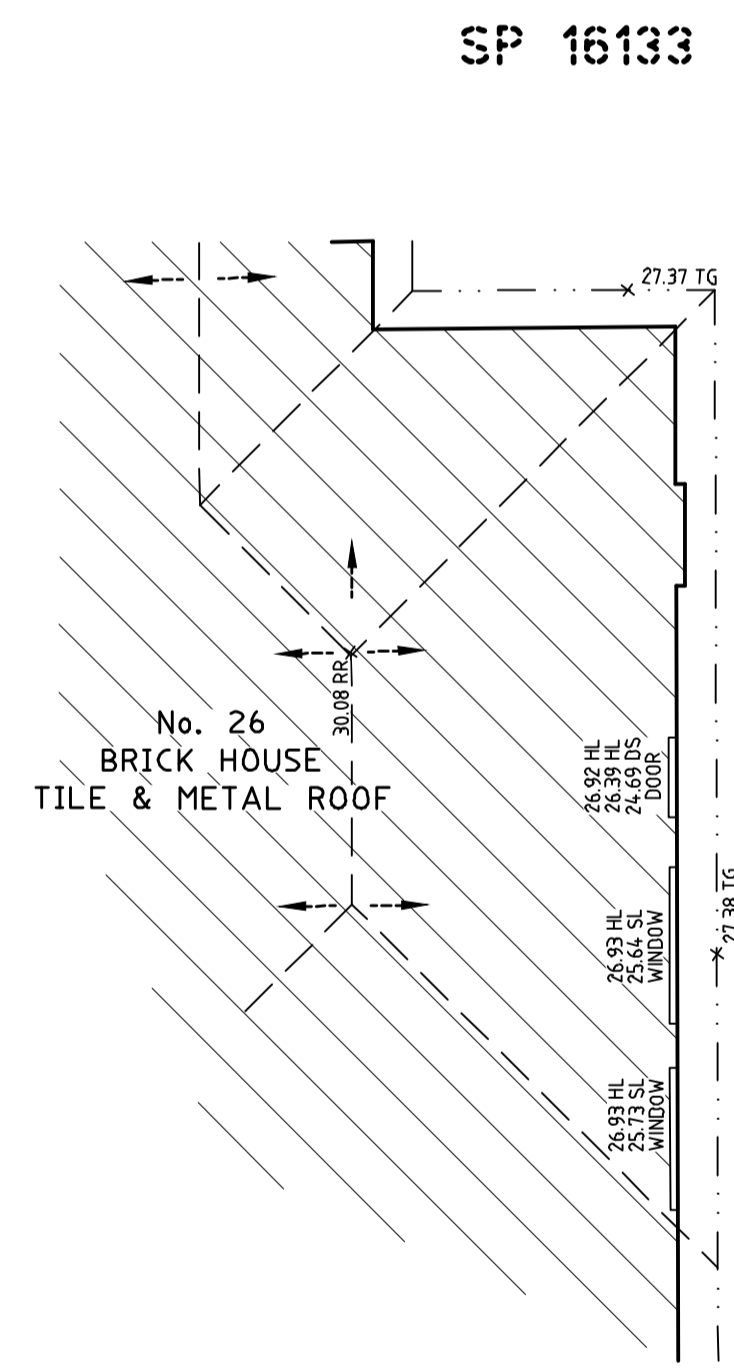 SP 16133
27.37 TG
30.08 RR
No. 26
BRICK HOUSE
TILE & METAL ROOF
26.92 HL
26.39 HL
24.69 DS
DOOR
26.93 HL
25.64 SL
WINDOW
27.38 TG
26.93 HL
25.73 SL
WINDOW